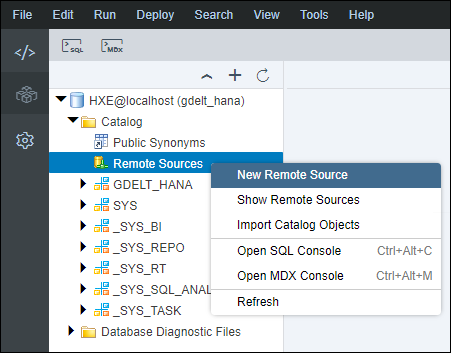 File Edit Run Deploy Search View Tools Help
SQL MDX
HXE@localhost (gdelt_hana)
Catalog
Public Synonyms
Remote Sources
GDELT_HANA
SYS
_SYS_BI
_SYS_REPO
_SYS_RT
_SYS_SQL_ANAL
_SYS_TASK
Database Diagnostic Files
New Remote Source
Show Remote Sources
Import Catalog Objects
Open SQL Console Ctrl+Alt+C
Open MDX Console Ctrl+Alt+M
Refresh